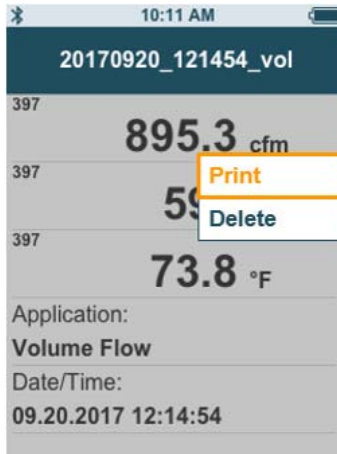 10:11 AM
20170920_121454_vol
397
895.3 cfm
397
Print
Delete
397
73.8 °F
Application:
Volume Flow
Date/Time:
09.20.2017 12:14:54